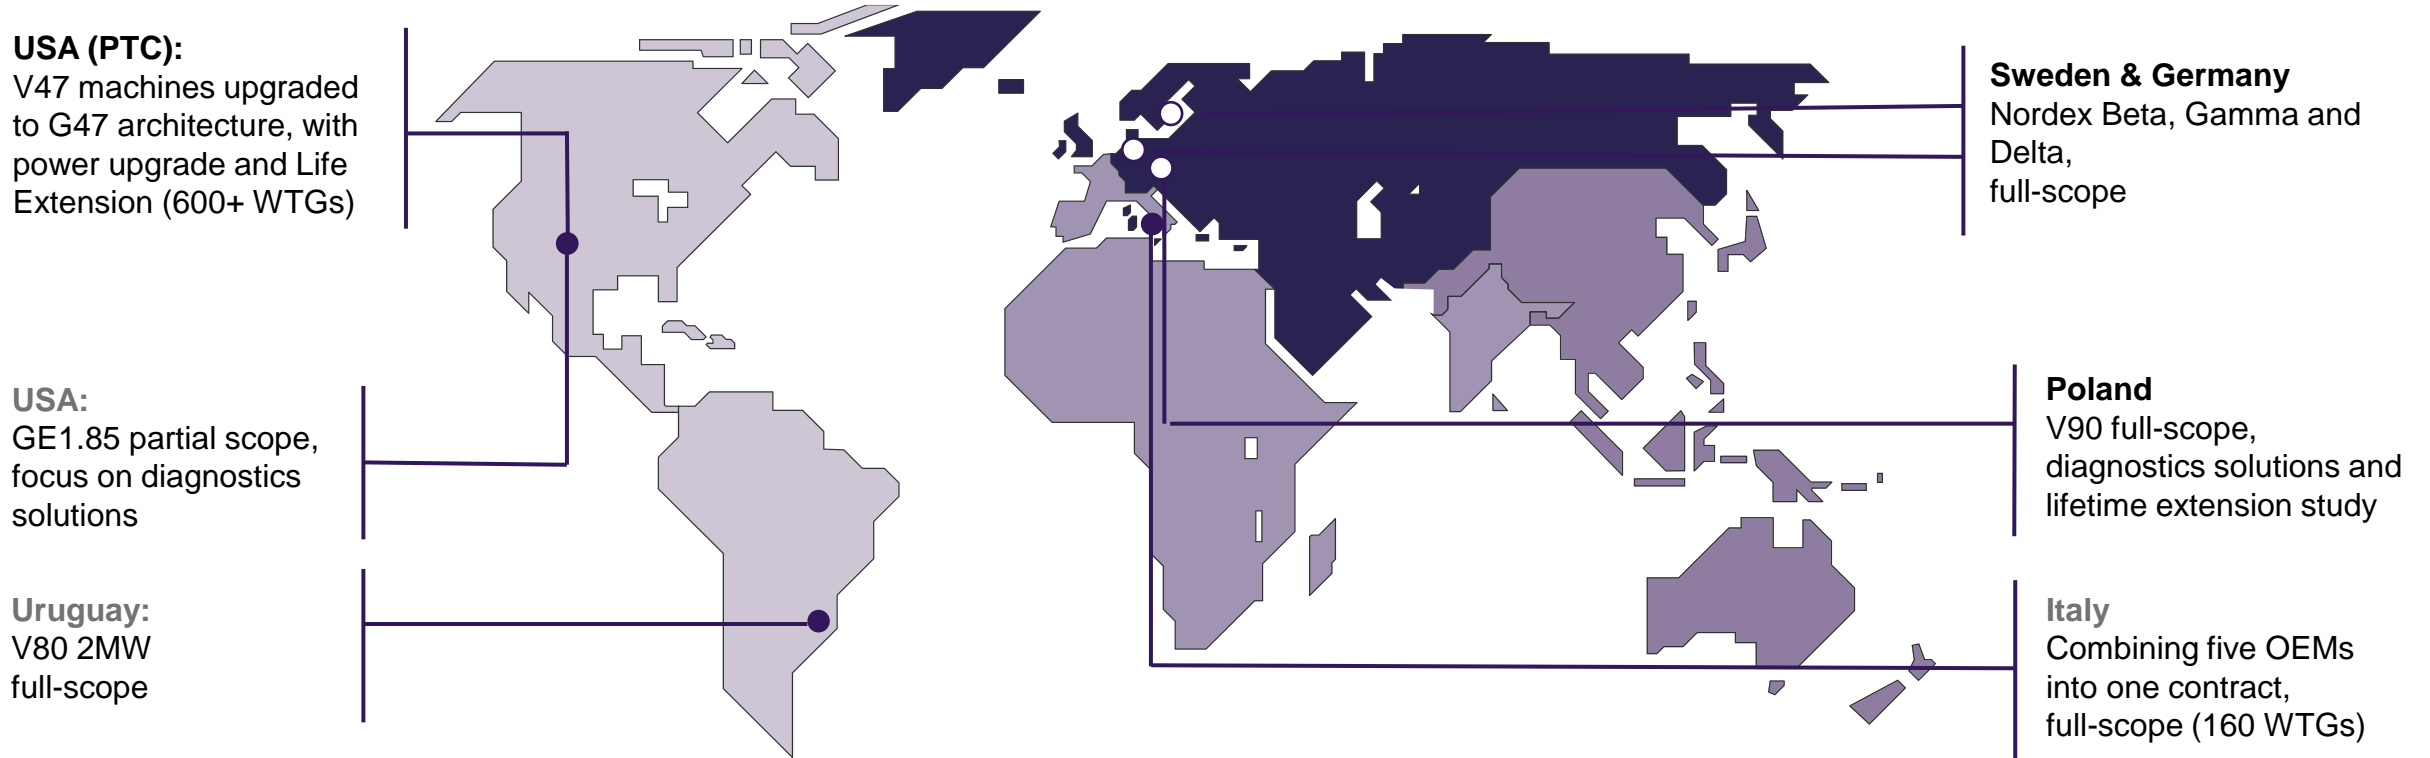 USA (PTC):
V47 machines upgraded
to G47 architecture, with
power upgrade and Life
Extension (600+ WTGs)
USA:
GE1.85 partial scope,
focus on diagnostics
solutions
Uruguay:
V80 2MW
full-scope
Sweden & Germany
Nordex Beta, Gamma and
Delta,
full-scope
Poland
V90 full-scope,
diagnostics solutions and
lifetime extension study
Italy
Combining five OEMs
into one contract,
full-scope (160 WTGs)